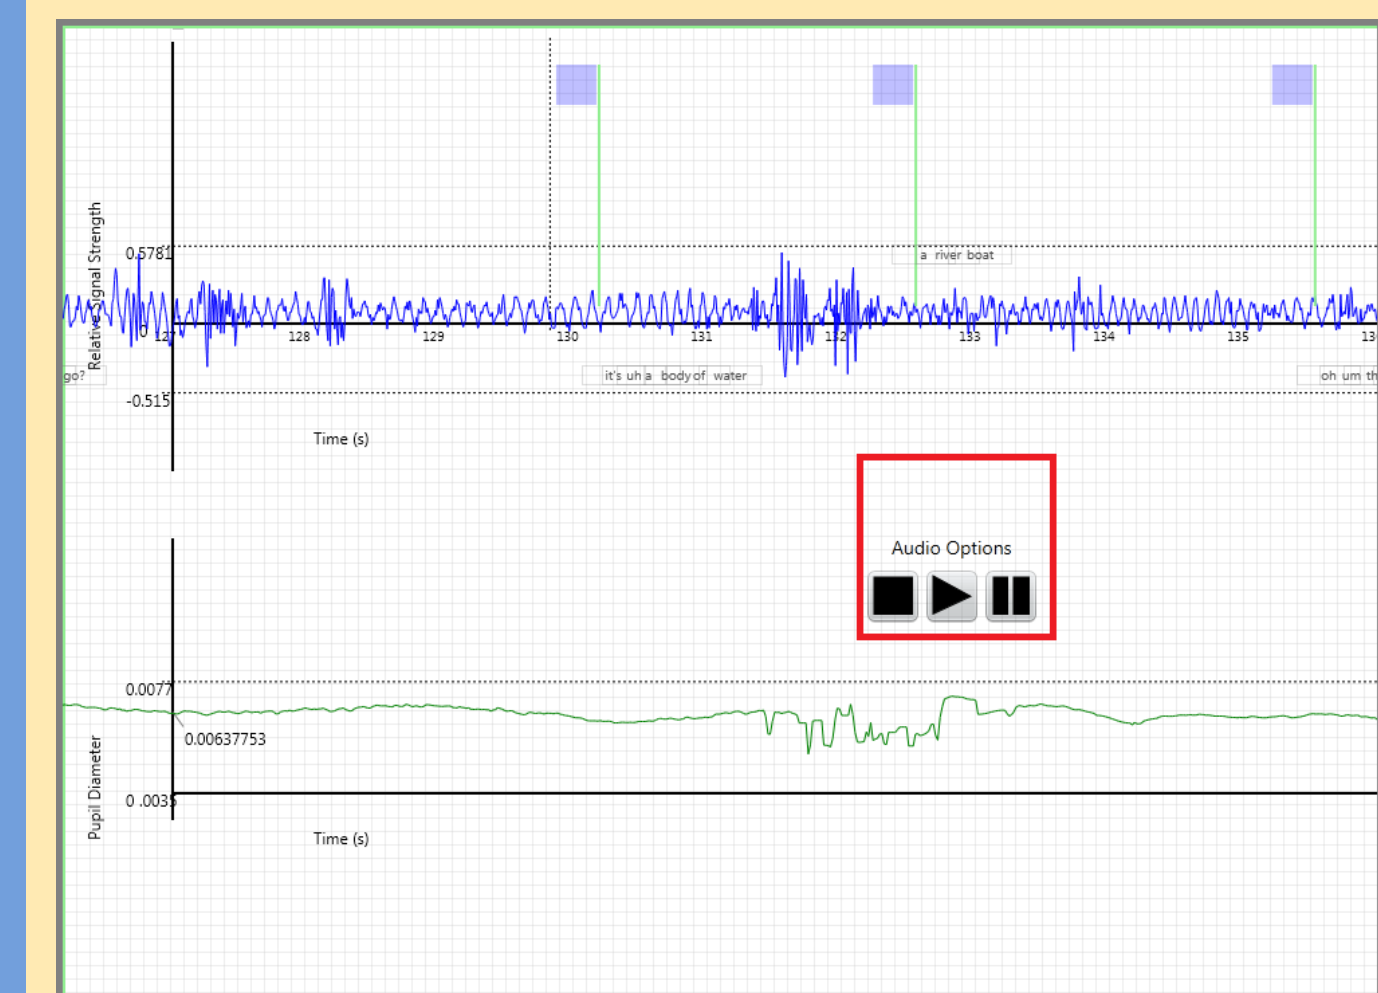 Relative Signal Strength
0.5781
a river boat
0
128 129 130 131 132 133 134 135
go? it's uh a body of water oh um th
-0.515
Time (s)
Audio Options
0.0077
0.00637753
Pupil Diameter
0 .0035
Time (s)